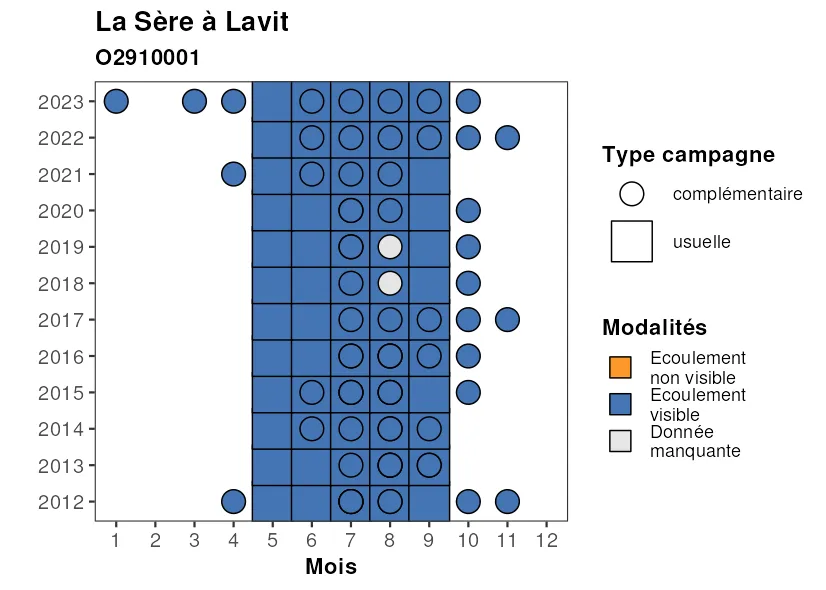 La Sère à Lavit
O2910001
2023
2022
2021
2020
2019
2018
2017
2016
2015
2014
2013
2012
1 2 3 4 5 6 7 8 9 10 11 12
Mois
Type campagne
complémentaire
usuelle
Modalités
Ecoulement
non visible
Ecoulement
visible
Donnée
manquante